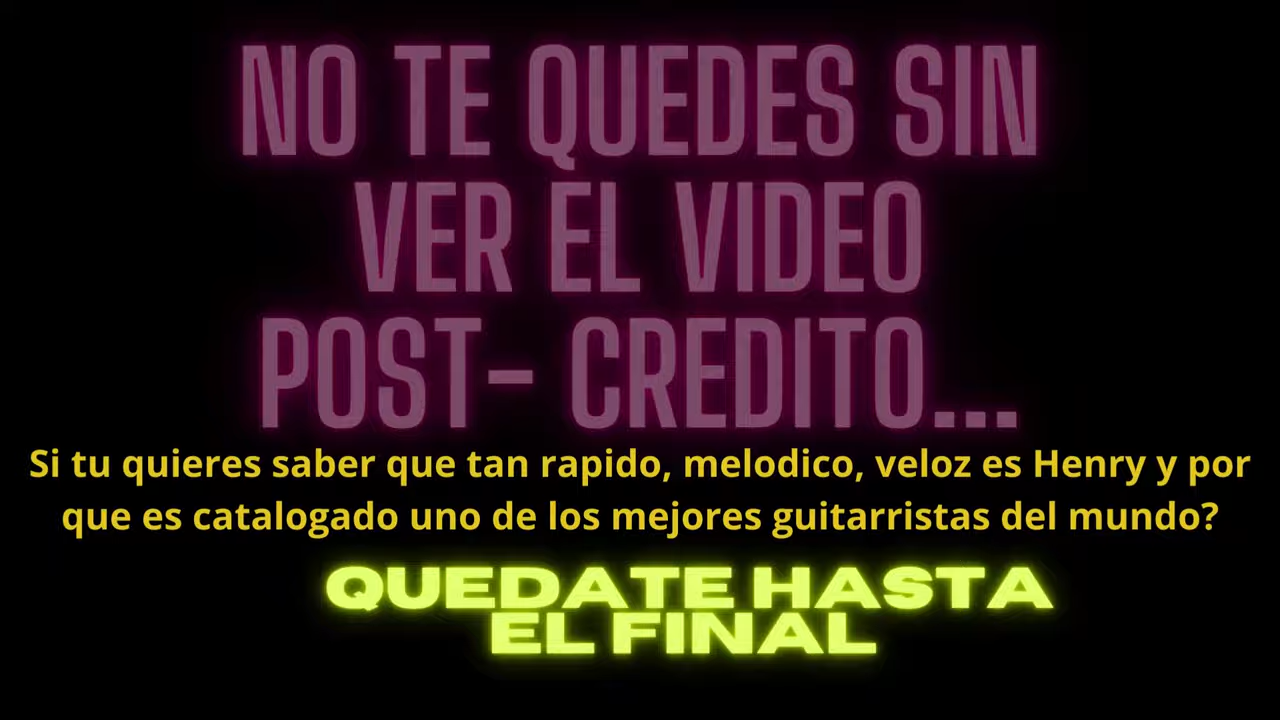 NO TE QUEDES SIN
VER EL VIDEO
POST- CREDITO...
Si tu quieres saber que tan rapido, melodico, veloz es Henry y por
que es catalogado uno de los mejores guitarristas del mundo?
QUEDATE HASTA
EL FINAL